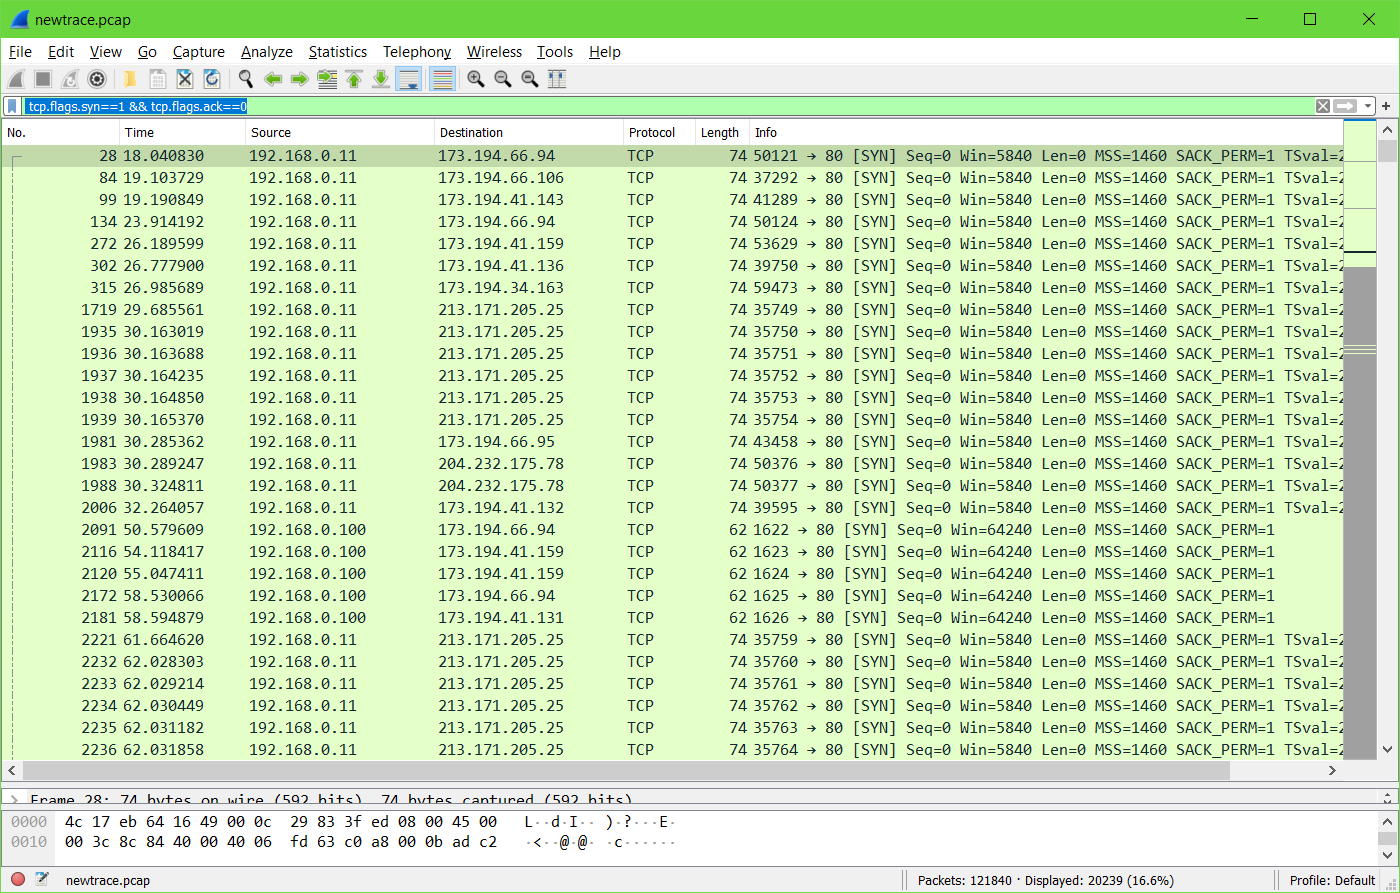 newtrace.pcap
File Edit View Go Capture Analyze Statistics Telephony Wireless Tools Help
tcp.flags.syn==1 && tcp.flags.ack==0
No. Time Source Destination Protocol Length Info
28 18.040830 192.168.0.11 173.194.66.94 TCP 74 50121 → 80 [SYN] Seq=0 Win=5840 Len=0 MSS=1460 SACK_PERM=1 TSval=2
84 19.103729 192.168.0.11 173.194.66.106 TCP 74 37292 → 80 [SYN] Seq=0 Win=5840 Len=0 MSS=1460 SACK_PERM=1 TSval=2
99 19.190849 192.168.0.11 173.194.41.143 TCP 74 41289 → 80 [SYN] Seq=0 Win=5840 Len=0 MSS=1460 SACK_PERM=1 TSval=2
134 23.914192 192.168.0.11 173.194.66.94 TCP 74 50124 → 80 [SYN] Seq=0 Win=5840 Len=0 MSS=1460 SACK_PERM=1 TSval=2
272 26.189599 192.168.0.11 173.194.41.159 TCP 74 53629 → 80 [SYN] Seq=0 Win=5840 Len=0 MSS=1460 SACK_PERM=1 TSval=2
302 26.777900 192.168.0.11 173.194.41.136 TCP 74 39750 → 80 [SYN] Seq=0 Win=5840 Len=0 MSS=1460 SACK_PERM=1 TSval=2
315 26.985689 192.168.0.11 173.194.34.163 TCP 74 59473 → 80 [SYN] Seq=0 Win=5840 Len=0 MSS=1460 SACK_PERM=1 TSval=2
1719 29.685561 192.168.0.11 213.171.205.25 TCP 74 35749 → 80 [SYN] Seq=0 Win=5840 Len=0 MSS=1460 SACK_PERM=1 TSval=2
1935 30.163019 192.168.0.11 213.171.205.25 TCP 74 35750 → 80 [SYN] Seq=0 Win=5840 Len=0 MSS=1460 SACK_PERM=1 TSval=2
1936 30.163688 192.168.0.11 213.171.205.25 TCP 74 35751 → 80 [SYN] Seq=0 Win=5840 Len=0 MSS=1460 SACK_PERM=1 TSval=2
1937 30.164235 192.168.0.11 213.171.205.25 TCP 74 35752 → 80 [SYN] Seq=0 Win=5840 Len=0 MSS=1460 SACK_PERM=1 TSval=2
1938 30.164850 192.168.0.11 213.171.205.25 TCP 74 35753 → 80 [SYN] Seq=0 Win=5840 Len=0 MSS=1460 SACK_PERM=1 TSval=2
1939 30.165370 192.168.0.11 213.171.205.25 TCP 74 35754 → 80 [SYN] Seq=0 Win=5840 Len=0 MSS=1460 SACK_PERM=1 TSval=2
1981 30.285362 192.168.0.11 173.194.66.95 TCP 74 43458 → 80 [SYN] Seq=0 Win=5840 Len=0 MSS=1460 SACK_PERM=1 TSval=2
1983 30.289247 192.168.0.11 204.232.175.78 TCP 74 50376 → 80 [SYN] Seq=0 Win=5840 Len=0 MSS=1460 SACK_PERM=1 TSval=2
1988 30.324811 192.168.0.11 204.232.175.78 TCP 74 50377 → 80 [SYN] Seq=0 Win=5840 Len=0 MSS=1460 SACK_PERM=1 TSval=2
2006 32.264057 192.168.0.11 173.194.41.132 TCP 74 39595 → 80 [SYN] Seq=0 Win=5840 Len=0 MSS=1460 SACK_PERM=1 TSval=2
2091 50.579609 192.168.0.100 173.194.66.94 TCP 62 1622 → 80 [SYN] Seq=0 Win=64240 Len=0 MSS=1460 SACK_PERM=1
2116 54.118417 192.168.0.100 173.194.41.159 TCP 62 1623 → 80 [SYN] Seq=0 Win=64240 Len=0 MSS=1460 SACK_PERM=1
2120 55.047411 192.168.0.100 173.194.41.159 TCP 62 1624 → 80 [SYN] Seq=0 Win=64240 Len=0 MSS=1460 SACK_PERM=1
2172 58.530066 192.168.0.100 173.194.66.94 TCP 62 1625 → 80 [SYN] Seq=0 Win=64240 Len=0 MSS=1460 SACK_PERM=1
2181 58.594879 192.168.0.100 173.194.41.131 TCP 62 1626 → 80 [SYN] Seq=0 Win=64240 Len=0 MSS=1460 SACK_PERM=1
2221 61.664620 192.168.0.11 213.171.205.25 TCP 74 35759 → 80 [SYN] Seq=0 Win=5840 Len=0 MSS=1460 SACK_PERM=1 TSval=2
2232 62.028303 192.168.0.11 213.171.205.25 TCP 74 35760 → 80 [SYN] Seq=0 Win=5840 Len=0 MSS=1460 SACK_PERM=1 TSval=2
2233 62.029214 192.168.0.11 213.171.205.25 TCP 74 35761 → 80 [SYN] Seq=0 Win=5840 Len=0 MSS=1460 SACK_PERM=1 TSval=2
2234 62.030449 192.168.0.11 213.171.205.25 TCP 74 35762 → 80 [SYN] Seq=0 Win=5840 Len=0 MSS=1460 SACK_PERM=1 TSval=2
2235 62.031182 192.168.0.11 213.171.205.25 TCP 74 35763 → 80 [SYN] Seq=0 Win=5840 Len=0 MSS=1460 SACK_PERM=1 TSval=2
2236 62.031858 192.168.0.11 213.171.205.25 TCP 74 35764 → 80 [SYN] Seq=0 Win=5840 Len=0 MSS=1460 SACK_PERM=1 TSval=2
Frame 28: 74 bytes on wire (592 bits), 74 bytes captured (592 bits)
0000 4c 17 eb 64 16 49 00 0c 29 83 3f ed 08 00 45 00 L··d·I·· )·?···E·
0010 00 3c 8c 84 40 00 40 06 fd 63 c0 a8 00 0b ad c2 ·<··@·@· ·c······
newtrace.pcap Packets: 121840 · Displayed: 20239 (16.6%) Profile: Default